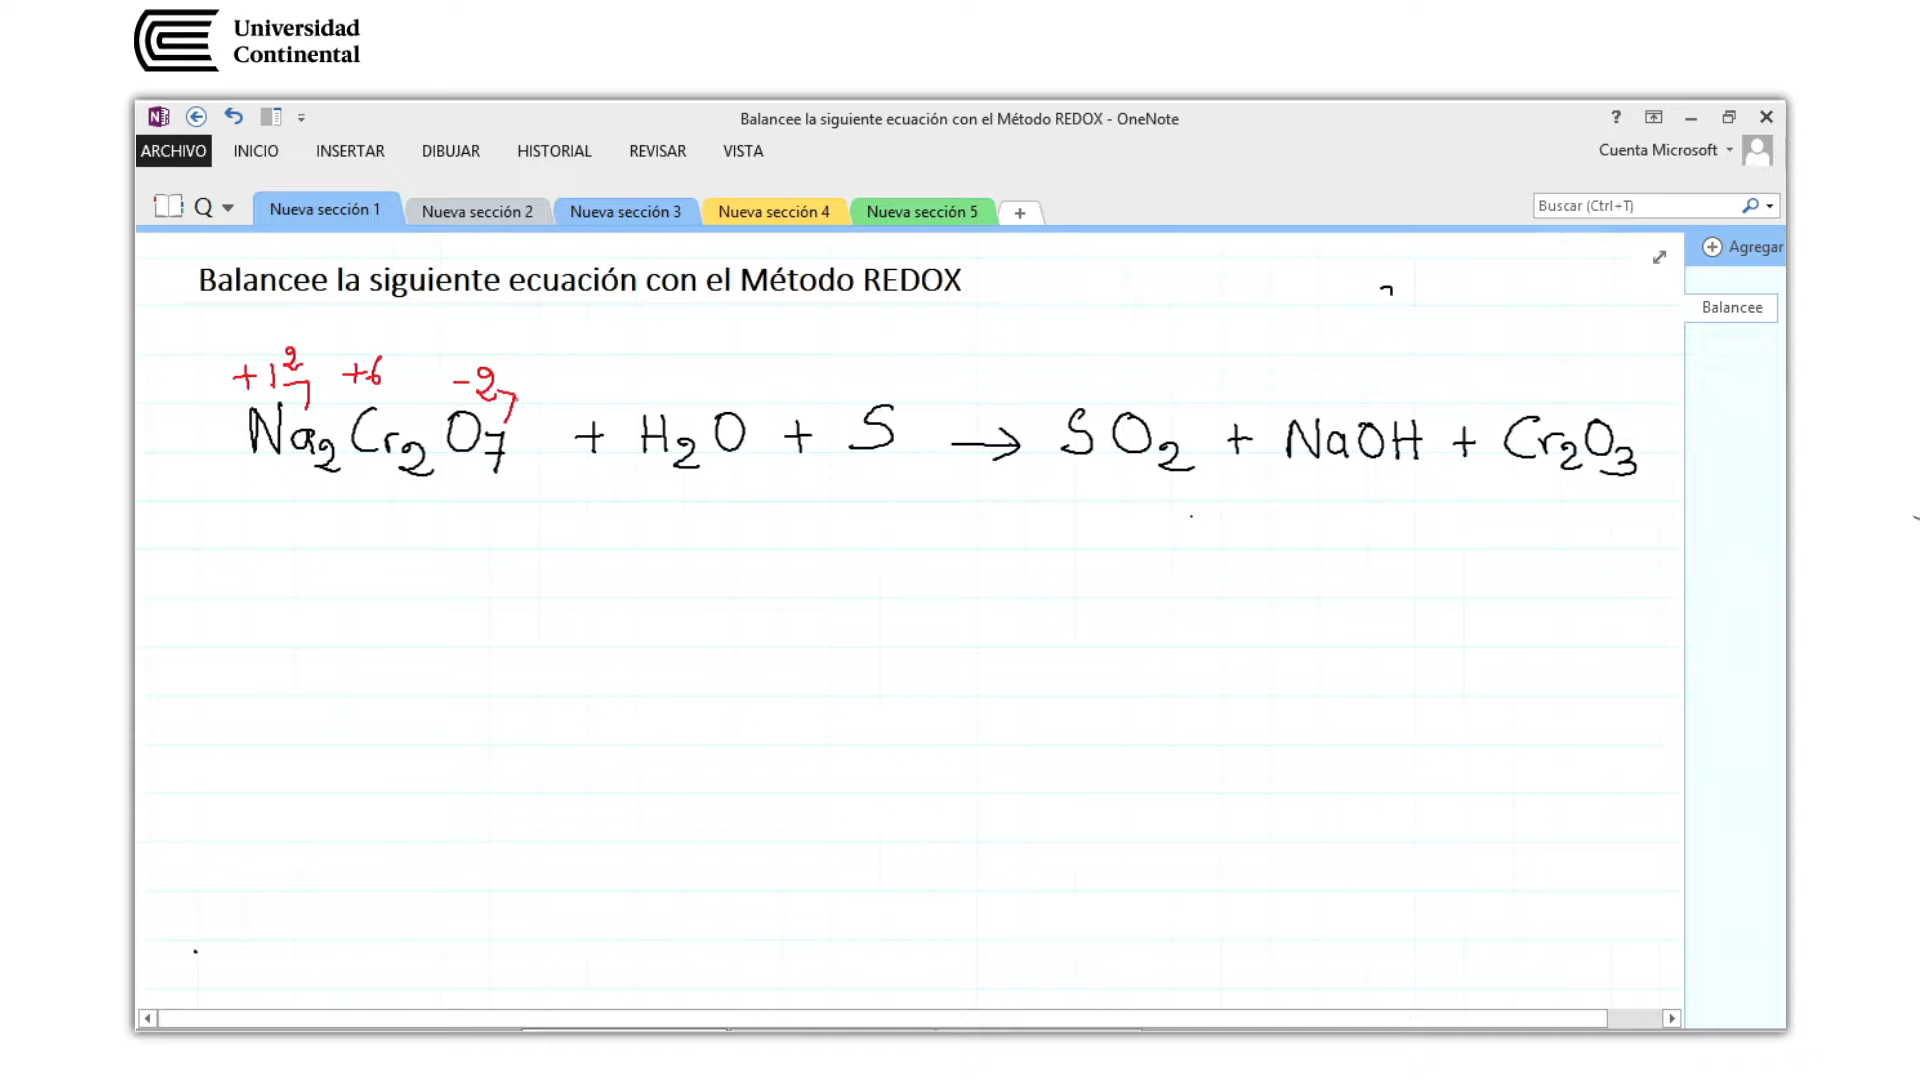 Universidad
Continental
Balancee la siguiente ecuación con el Método REDOX - OneNote
?
ARCHIVO INICIO INSERTAR DIBUJAR HISTORIAL REVISAR VISTA
Cuenta Microsoft
Q Nueva sección 1 Nueva sección 2 Nueva sección 3 Nueva sección 4 Nueva sección 5 +
Buscar (Ctrl+T)
Agregar
Balancee la siguiente ecuación con el Método REDOX
Balancee
+1 2 +6 -2
Na₂Cr₂O₇ + H₂O + S → SO₂ + NaOH + Cr₂O₃